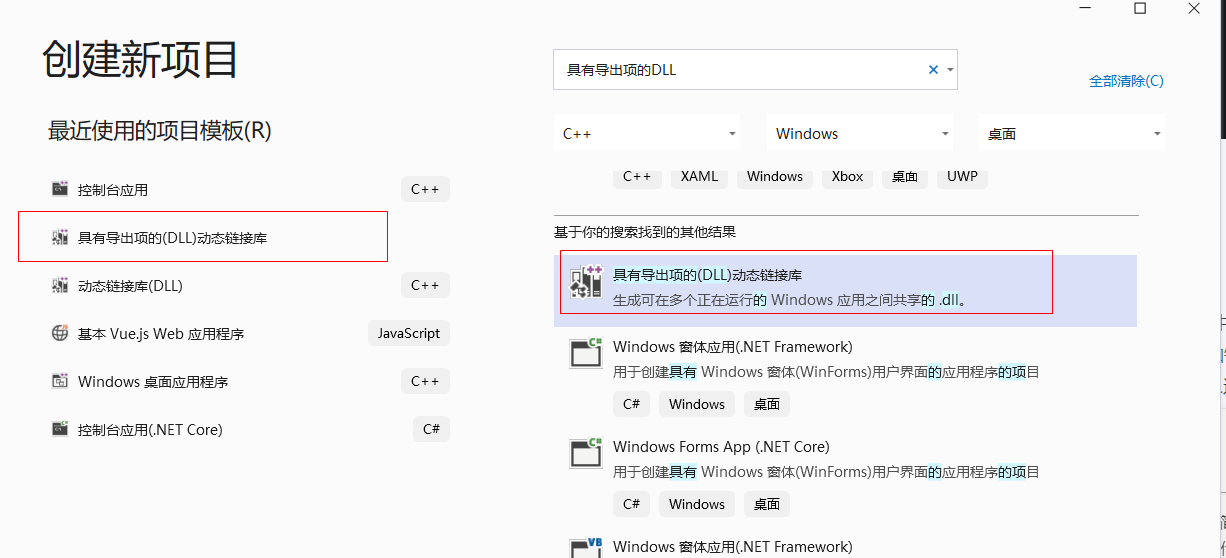 创建新项目
最近使用的项目模板(R)
控制台应用
C++
具有导出项的(DLL)动态链接库
动态链接库(DLL)
C++
基本 Vue.js Web 应用程序
JavaScript
Windows 桌面应用程序
C++
控制台应用(.NET Core)
C#
具有导出项的DLL
全部清除(C)
C++
Windows
桌面
C++ XAML Windows Xbox 桌面 UWP
基于你的搜索找到的其他结果
具有导出项的(DLL)动态链接库
生成可在多个正在运行的 Windows 应用之间共享的 .dll。
Windows 窗体应用(.NET Framework)
用于创建具有 Windows 窗体(WinForms)用户界面的应用程序的项目
C# Windows 桌面
Windows Forms App (.NET Core)
用于创建具有 Windows 窗体(WinForms)用户界面的应用程序的项目
C# Windows 桌面
VB
Windows 窗体应用(.NET Framework)